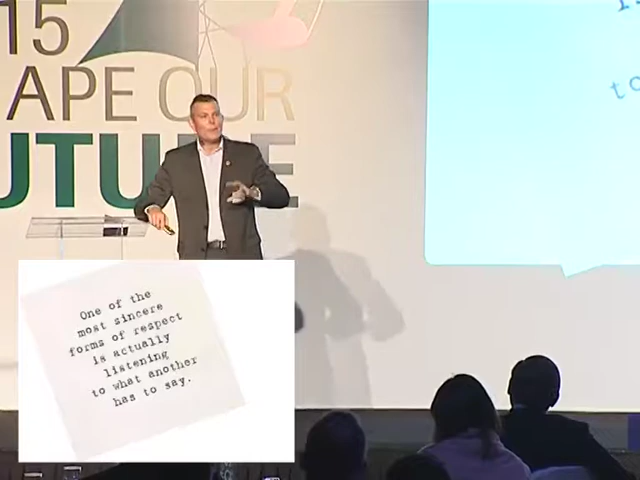 15
APE OUR
UTU
One of the
most sincere
forms of respect
is actually
listening
to what another
has to say.
to